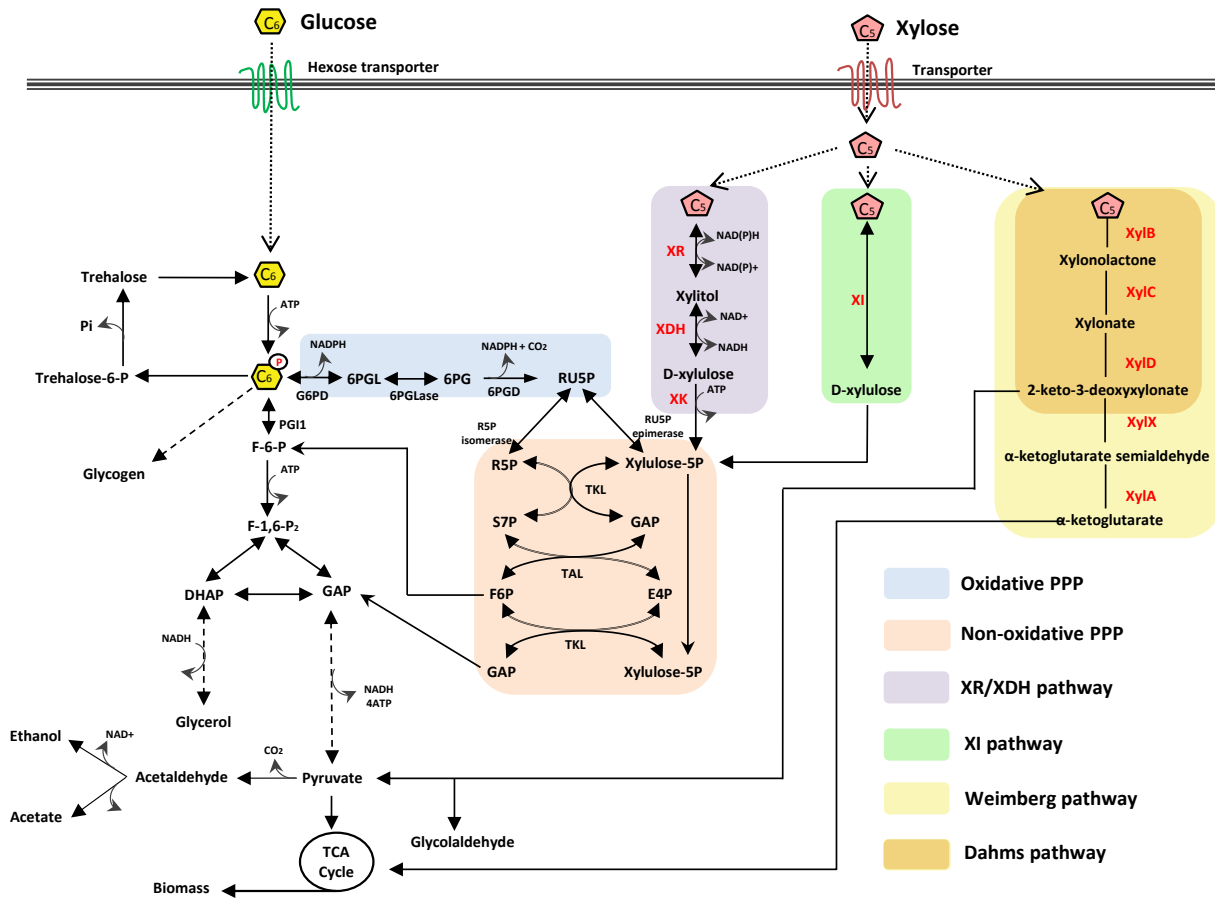 C₆ Glucose
C₅ Xylose
Hexose transporter
Transporter
C₅
C₅
C₅
C₅
XR
NAD(P)H
NAD(P)+
Xylitol
XDH
NAD+
NADH
D-xylulose
XK
ATP
XI
D-xylulose
XylB
Xylonolactone
XylC
Xylonate
XylD
2-keto-3-deoxyxylonate
XylX
α-ketoglutarate semialdehyde
XylA
α-ketoglutarate
Trehalose
C₆
Pi
ATP
Trehalose-6-P
C₆
P
NADPH
G6PD
6PGL
6PGLase
6PG
NADPH + CO₂
6PGD
RU5P
PGI1
Glycogen
F-6-P
ATP
R5P
isomerase
RU5P
epimerase
R5P
Xylulose-5P
TKL
S7P
GAP
TAL
F6P
E4P
TKL
GAP
Xylulose-5P
F-1,6-P₂
DHAP
GAP
NADH
Glycerol
NADH
4ATP
Ethanol
NAD+
Acetaldehyde
CO₂
Pyruvate
Acetate
Glycolaldehyde
TCA
Cycle
Biomass
Oxidative PPP
Non-oxidative PPP
XR/XDH pathway
XI pathway
Weimberg pathway
Dahms pathway